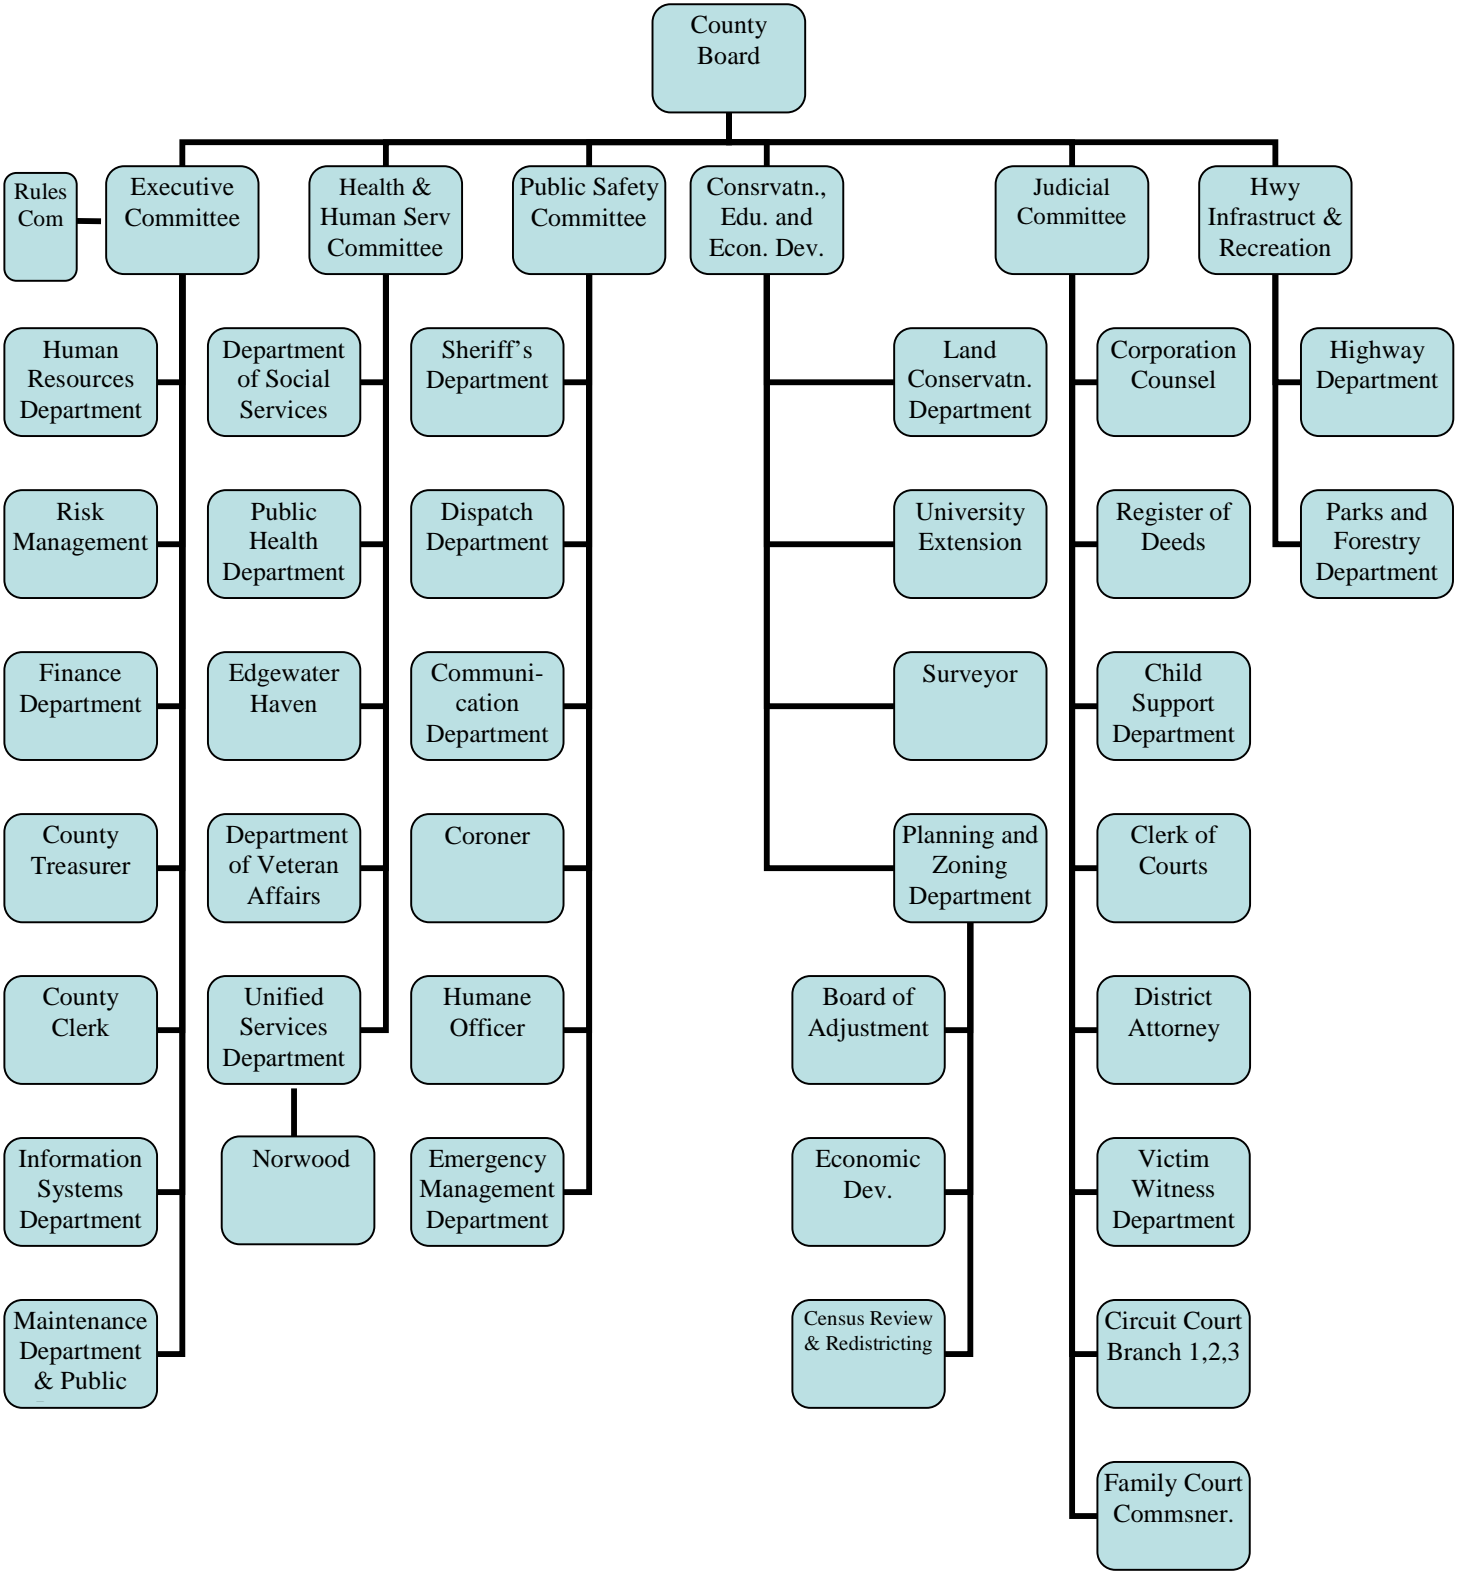 County
Board
Rules
Com
Executive
Committee
Health &
Human Serv
Committee
Public Safety
Committee
Consrvatn.,
Edu. and
Econ. Dev.
Judicial
Committee
Hwy
Infrastruct &
Recreation
Human
Resources
Department
Department
of Social
Services
Sheriff’s
Department
Land
Conservatn.
Department
Corporation
Counsel
Highway
Department
Risk
Management
Public
Health
Department
Dispatch
Department
University
Extension
Register of
Deeds
Parks and
Forestry
Department
Finance
Department
Edgewater
Haven
Communi-
cation
Department
Surveyor
Child
Support
Department
County
Treasurer
Department
of Veteran
Affairs
Coroner
Planning and
Zoning
Department
Clerk of
Courts
County
Clerk
Unified
Services
Department
Humane
Officer
Board of
Adjustment
District
Attorney
Information
Systems
Department
Norwood
Emergency
Management
Department
Economic
Dev.
Victim
Witness
Department
Maintenance
Department
& Public
Census Review
& Redistricting
Circuit Court
Branch 1,2,3
Family Court
Commsner.